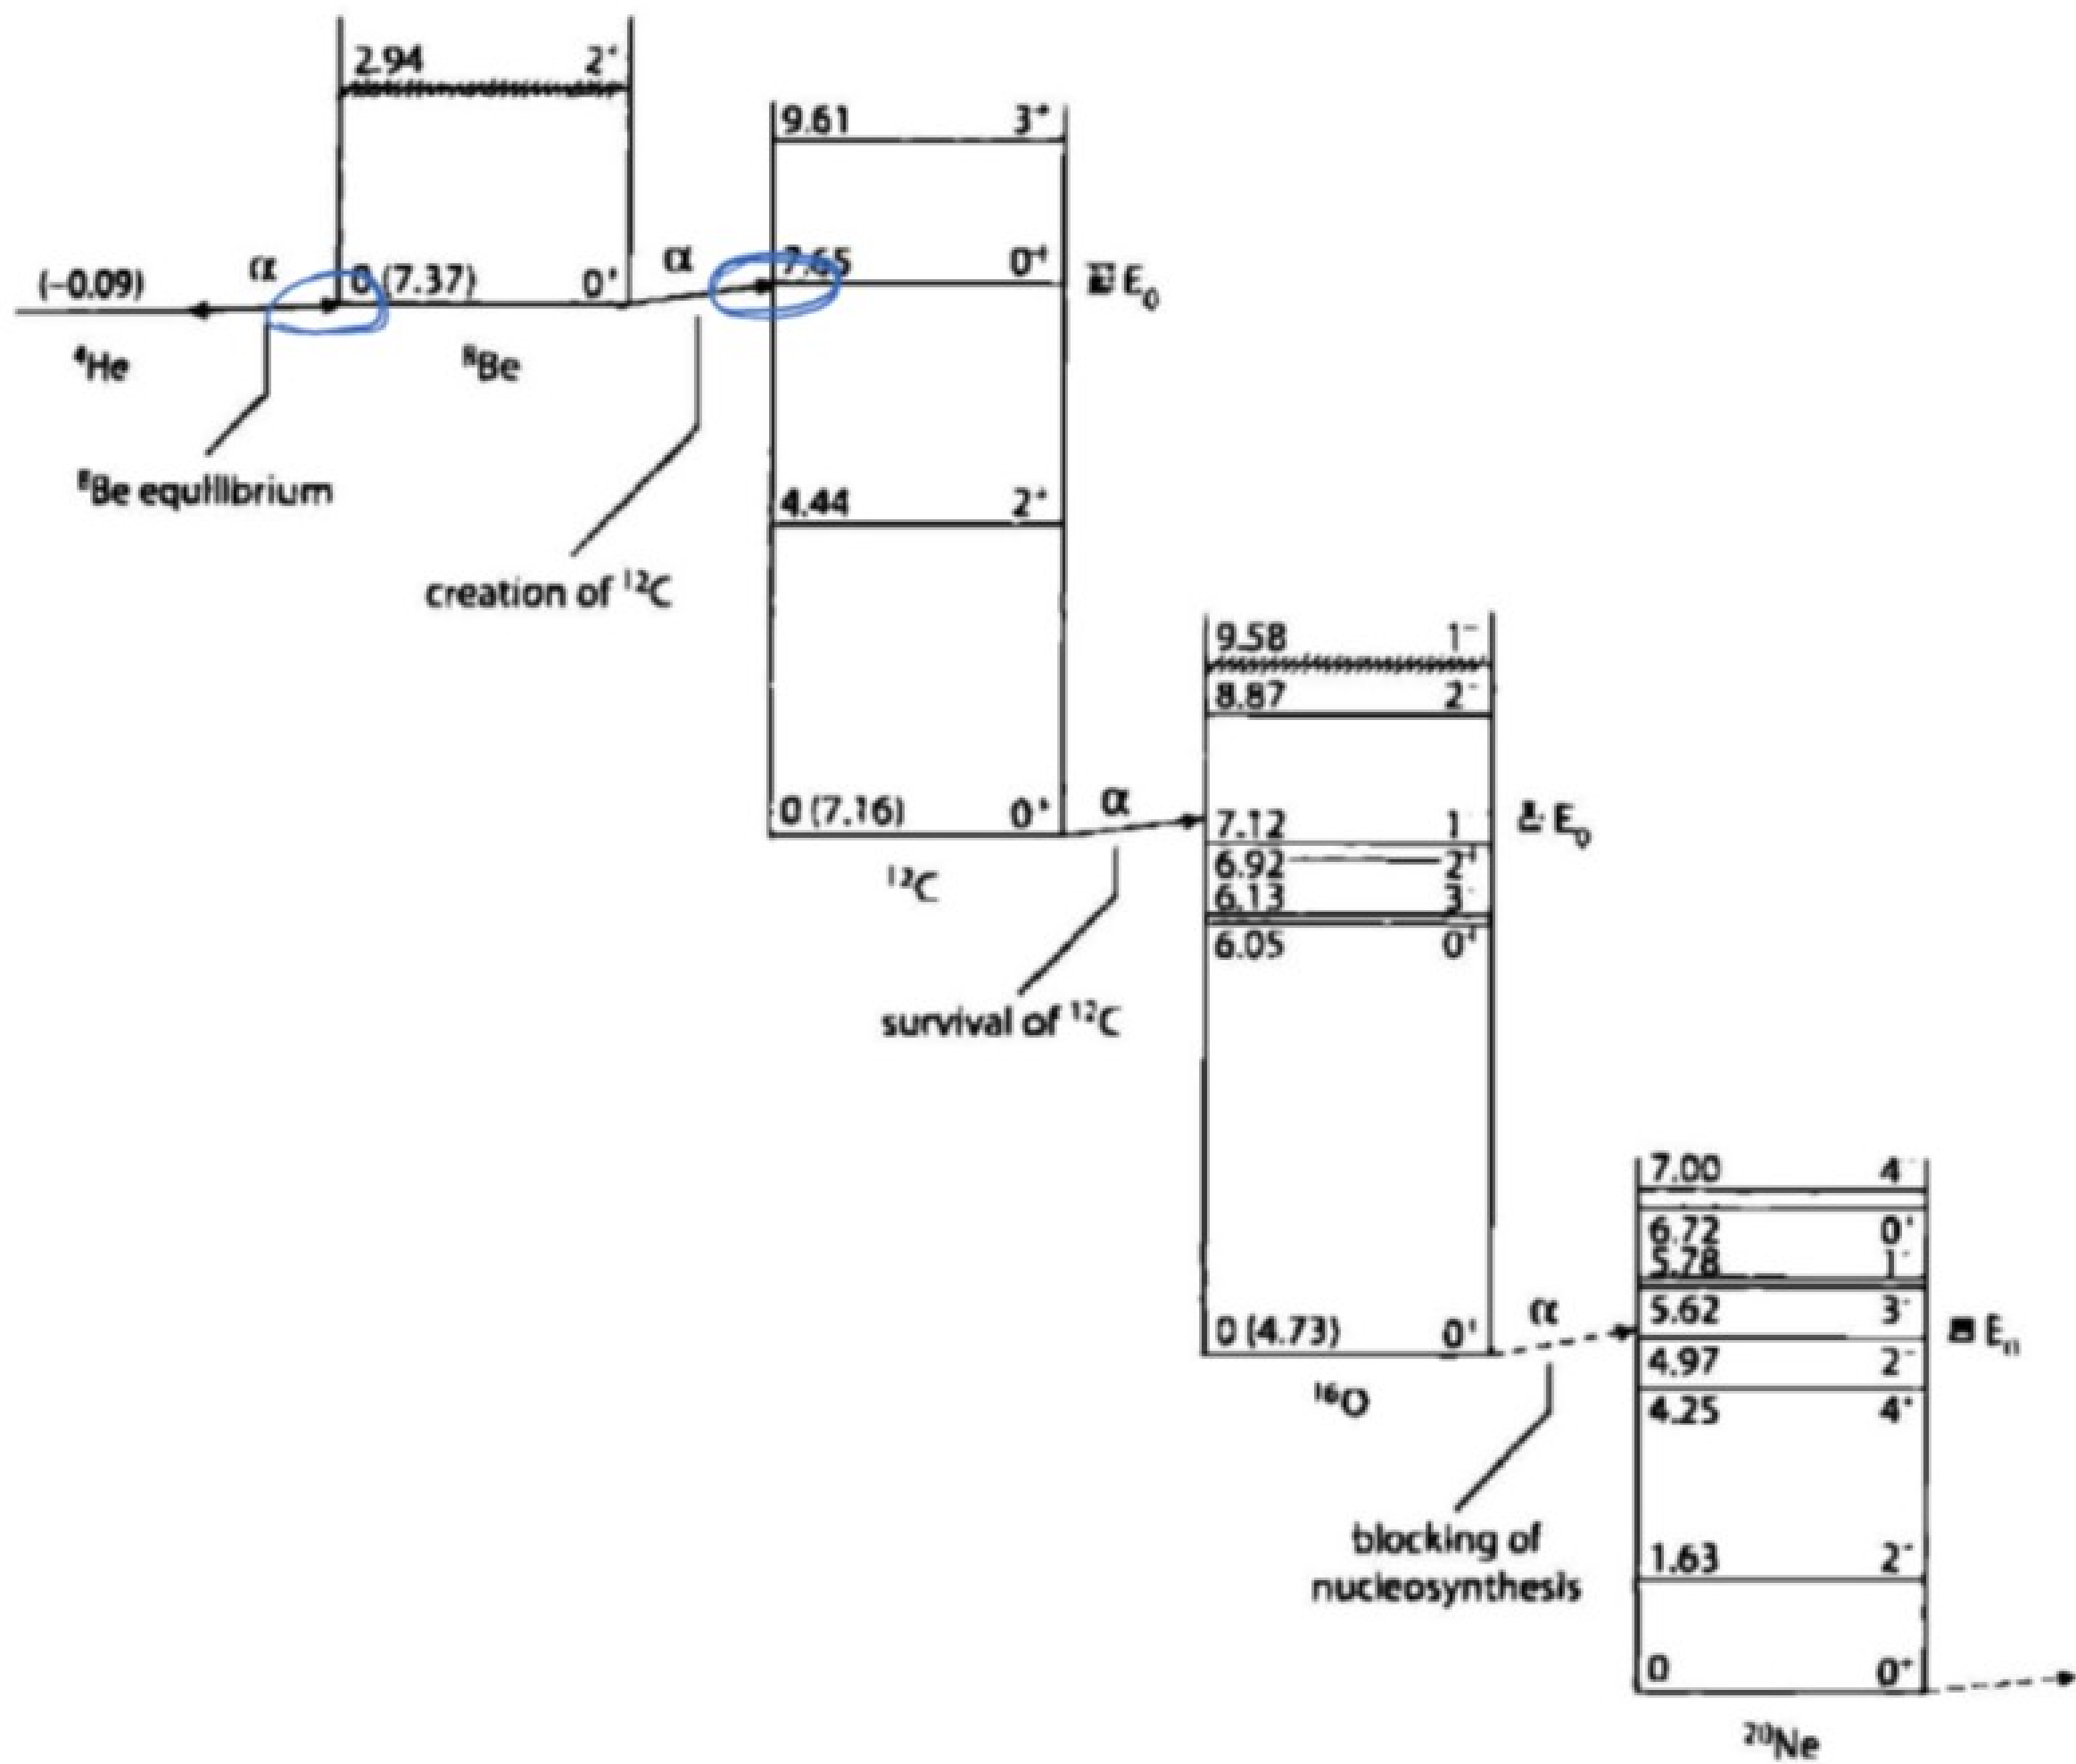 2.94 2⁺
(−0.09) α 0 (7.37) 0⁺ α
⁴He ⁸Be
⁸Be equilibrium
creation of ¹²C
9.61 3⁺
7.65 0⁺ E₀
4.44 2⁺
0 (7.16) 0⁺ α
¹²C
survival of ¹²C
9.58 1⁻
8.87 2⁻
7.12 1⁻ E₀
6.92 2⁺
6.13 3⁻
6.05 0⁺
0 (4.73) 0⁺ α
¹⁶O
blocking of
nucleosynthesis
7.00 4⁻
6.72 0⁺
5.78 1⁻
5.62 3⁻ E₀
4.97 2⁻
4.25 4⁺
1.63 2⁺
0 0⁺
²⁰Ne